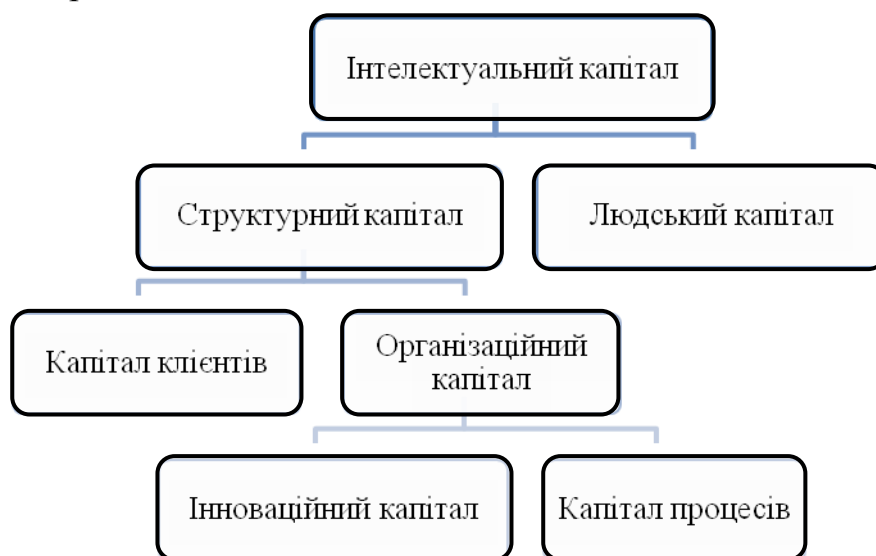 Інтелектуальний капітал
Структурний капітал
Людський капітал
Капітал клієнтів
Організаційний
капітал
Інноваційний капітал
Капітал процесів